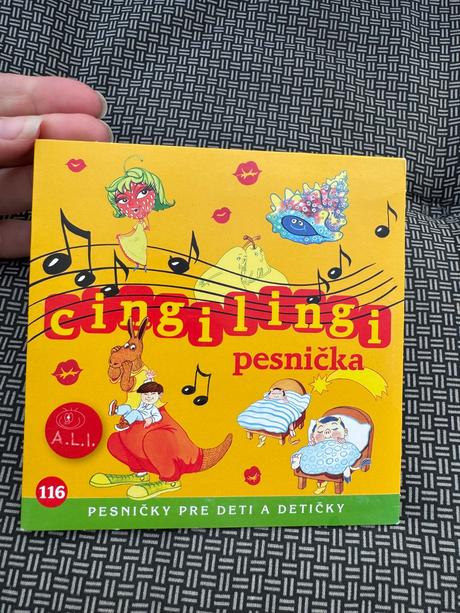 cingilingi
pesnička
A.L.I.
116
PESNIČKY PRE DETI A DETIČKY